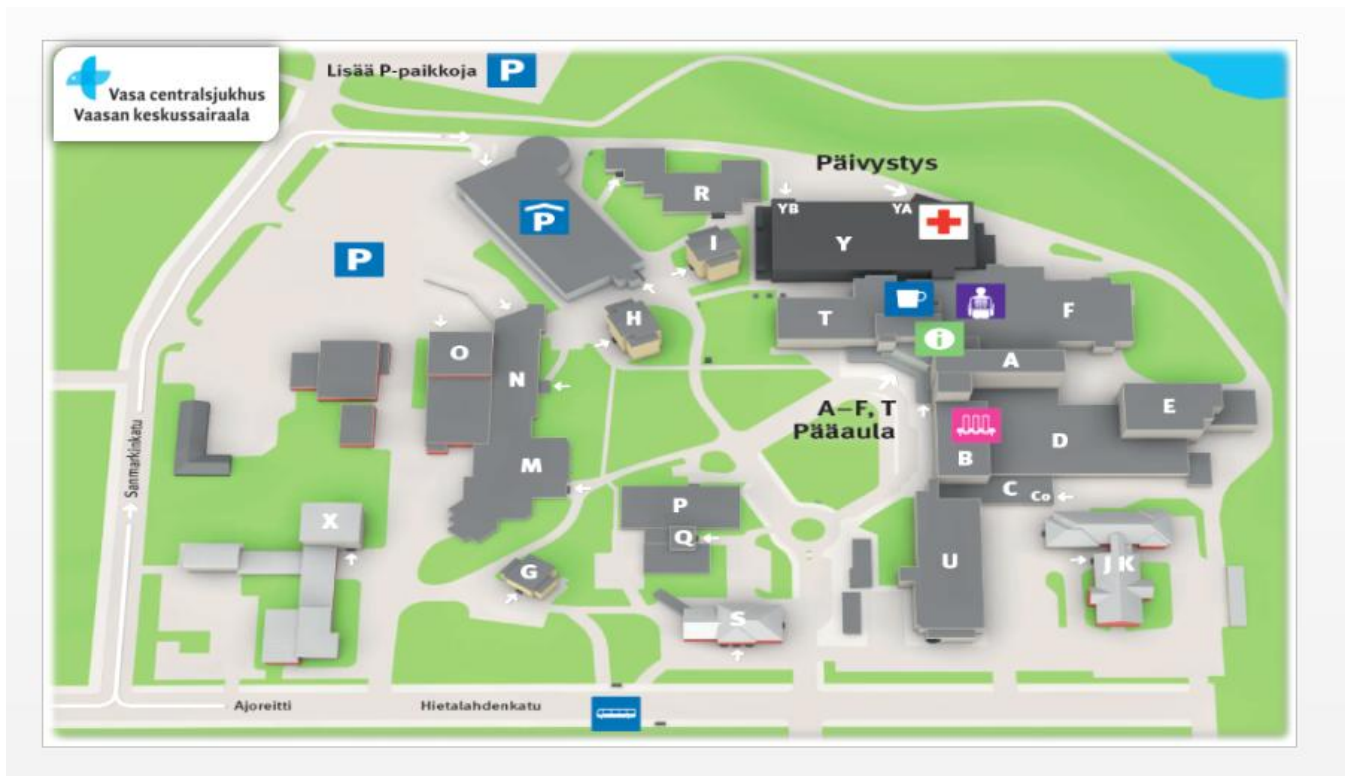 Vasa centralsjukhus
Vaasan keskussairaala
Lisää P-paikkoja P
Päivystys
R
YB
YA
P
I
Y
P
H
T
F
O
A
N
A–F, T
Pääaula
E
D
B
M
C
Co
P
X
Q
U
J K
G
S
Sanmarkinkatu
Ajoreitti
Hietalahdenkatu